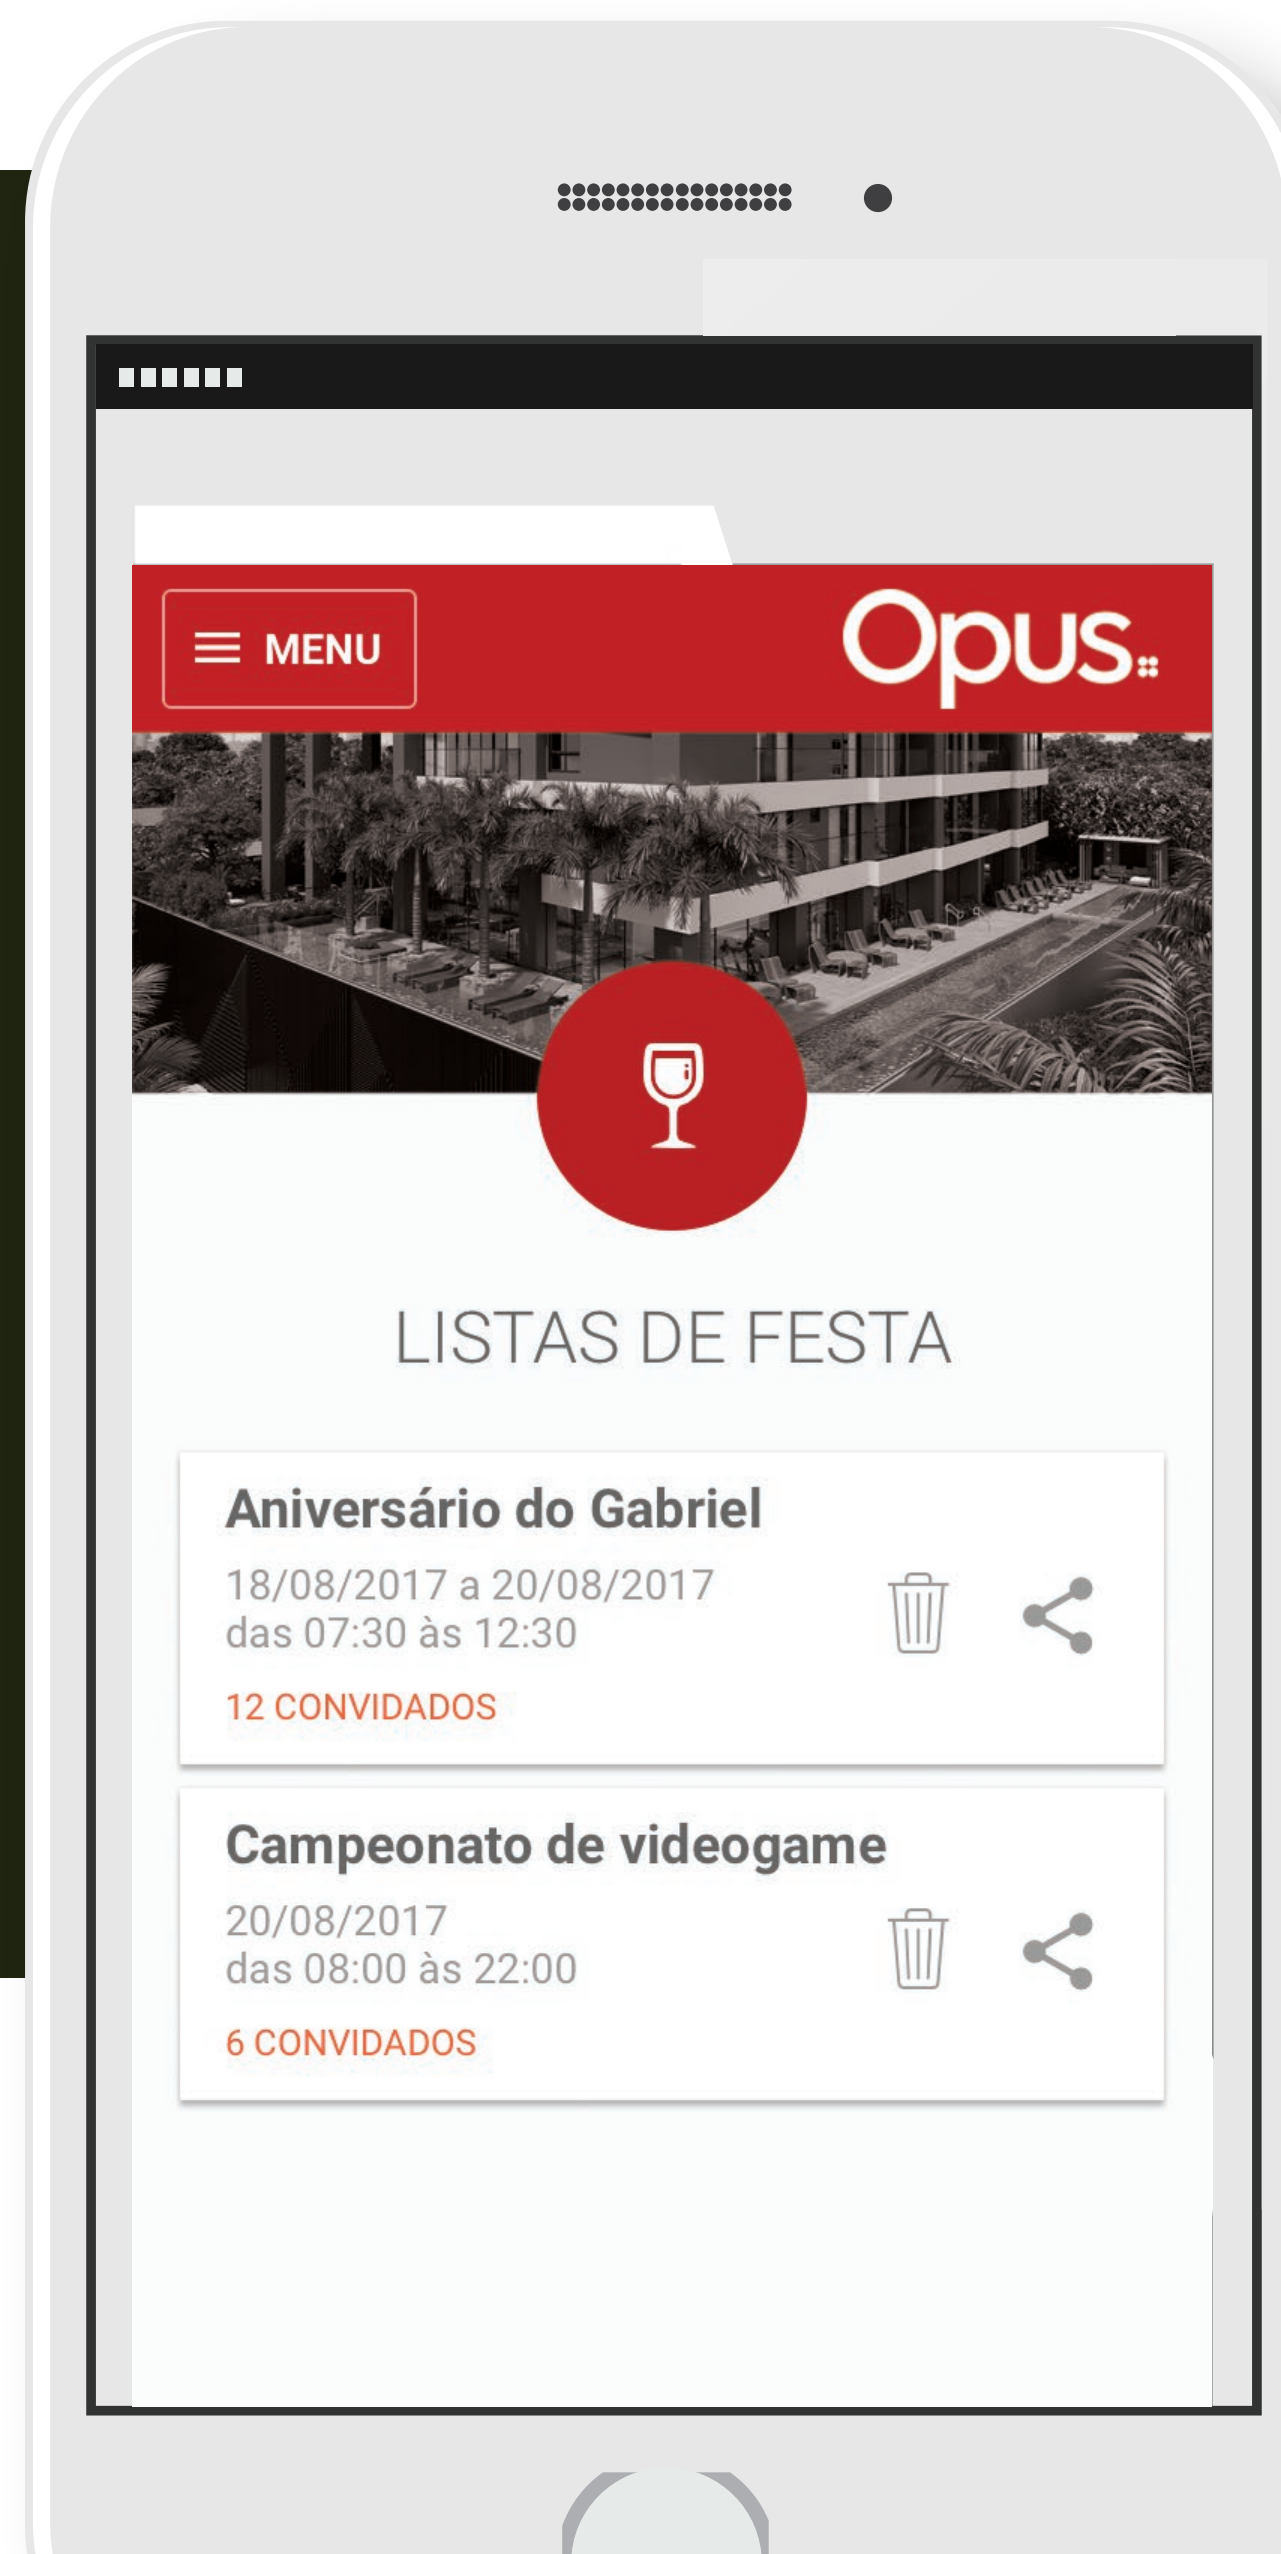 MENU
Opus
LISTAS DE FESTA
Aniversário do Gabriel
18/08/2017 a 20/08/2017
das 07:30 às 12:30
12 CONVIDADOS
Campeonato de videogame
20/08/2017
das 08:00 às 22:00
6 CONVIDADOS